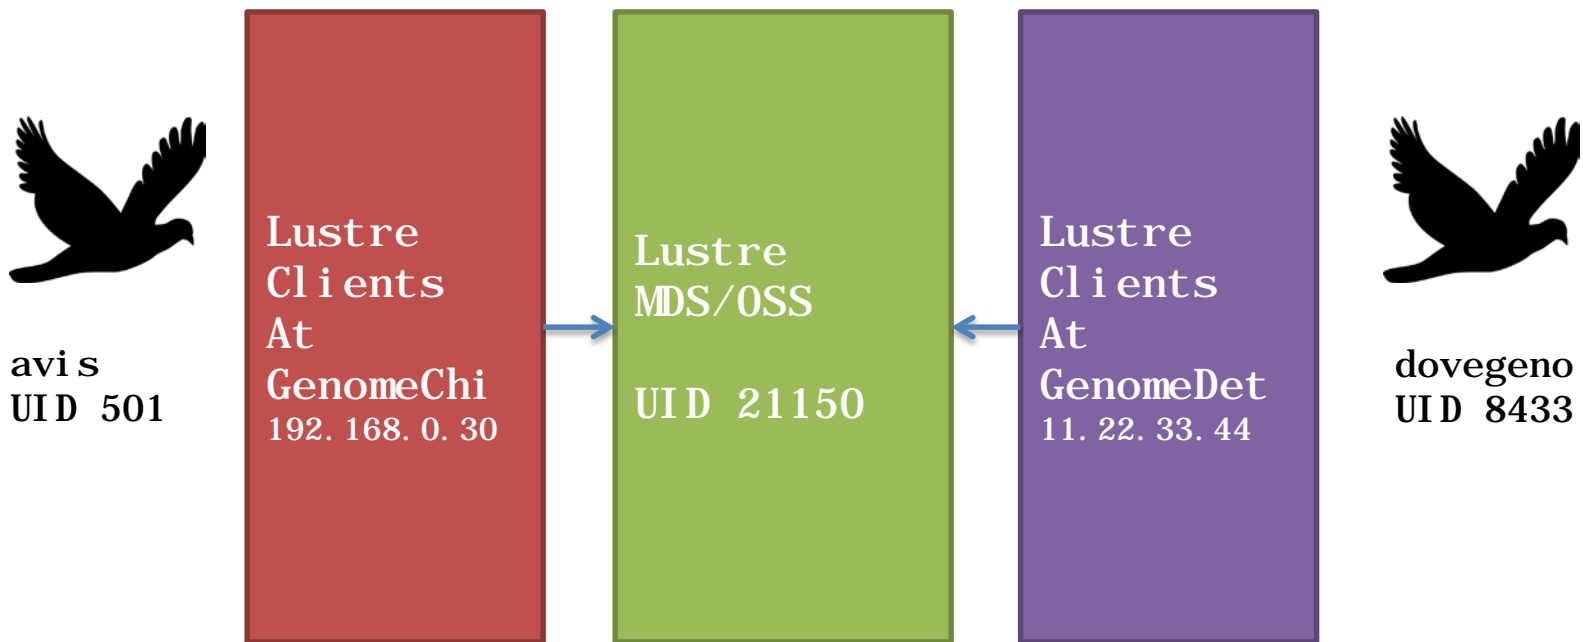 avis
UID 501
Lustre
Clients
At
GenomeChi
192.168.0.30
Lustre
MDS/OSS
UID 21150
Lustre
Clients
At
GenomeDet
11.22.33.44
dovegeno
UID 8433